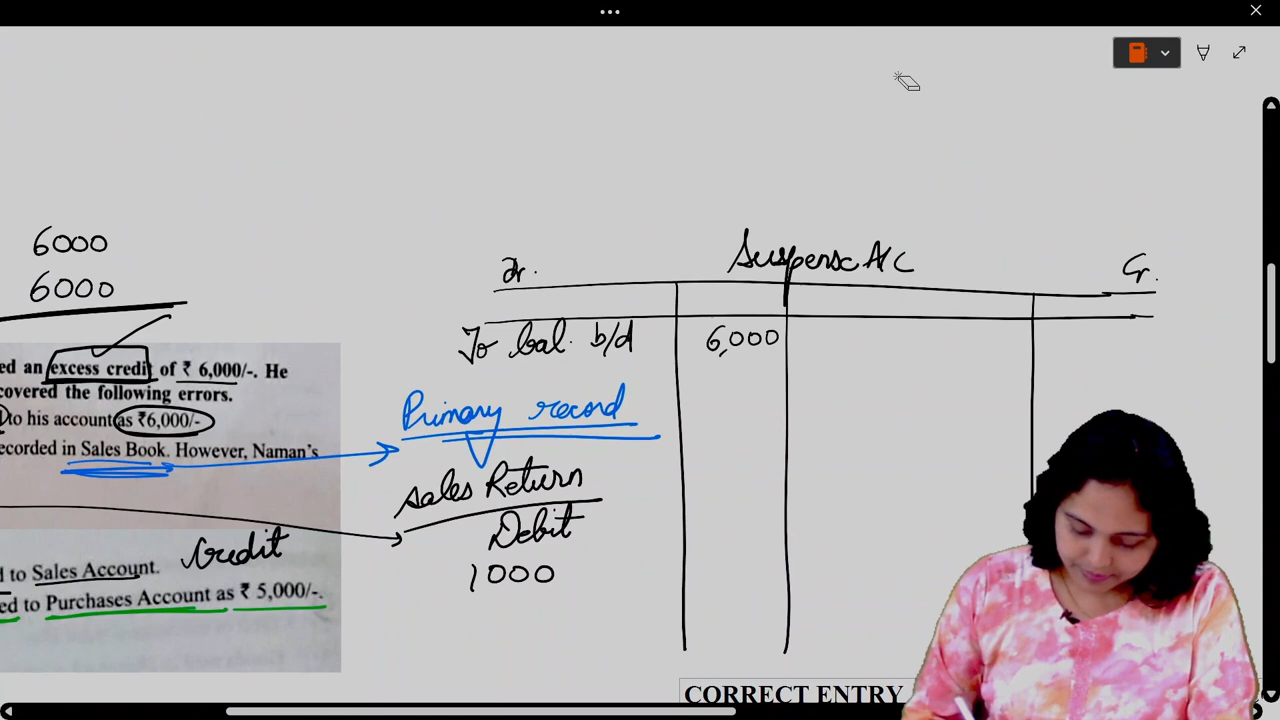 6000
6000
ed an excess credit of ₹ 6,000/-. He
covered the following errors.
to his account as ₹6,000/-
ecorded in Sales Book. However, Naman's
d to Sales Account.
Credit
ed to Purchases Account as ₹ 5,000/-.
Suspense A/C
Dr.
Cr.
To bal. b/d 6,000
Primary record
Sales Return
Debit
1000
CORRECT ENTRY